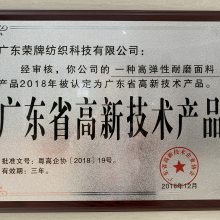 广东荣牌纺织科技有限公司：
经审核，你公司的一种高弹性耐磨面料
产品2018年被认定为广东省高新技术产品。
广东省高新技术产品
批准文号：粤高企协〔2018〕19号。
有效期：三年。
2018年12月